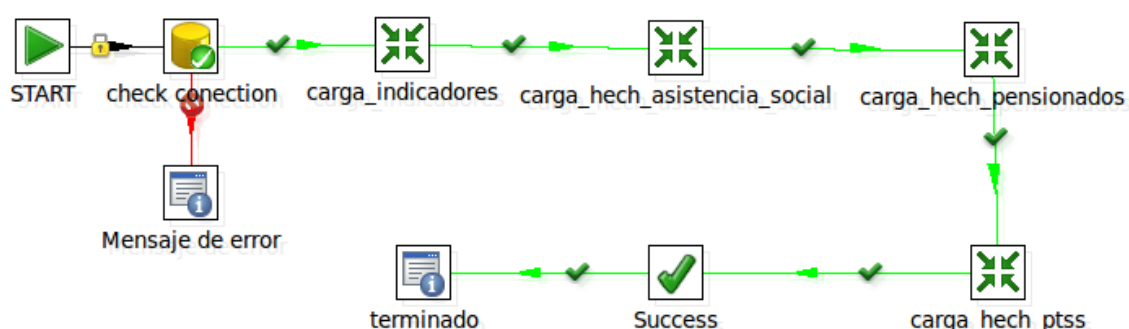 START
check conection
carga_indicadores
carga_hech_asistencia_social
carga_hech_pensionados
Mensaje de error
terminado
Success
carga_hech_ptss